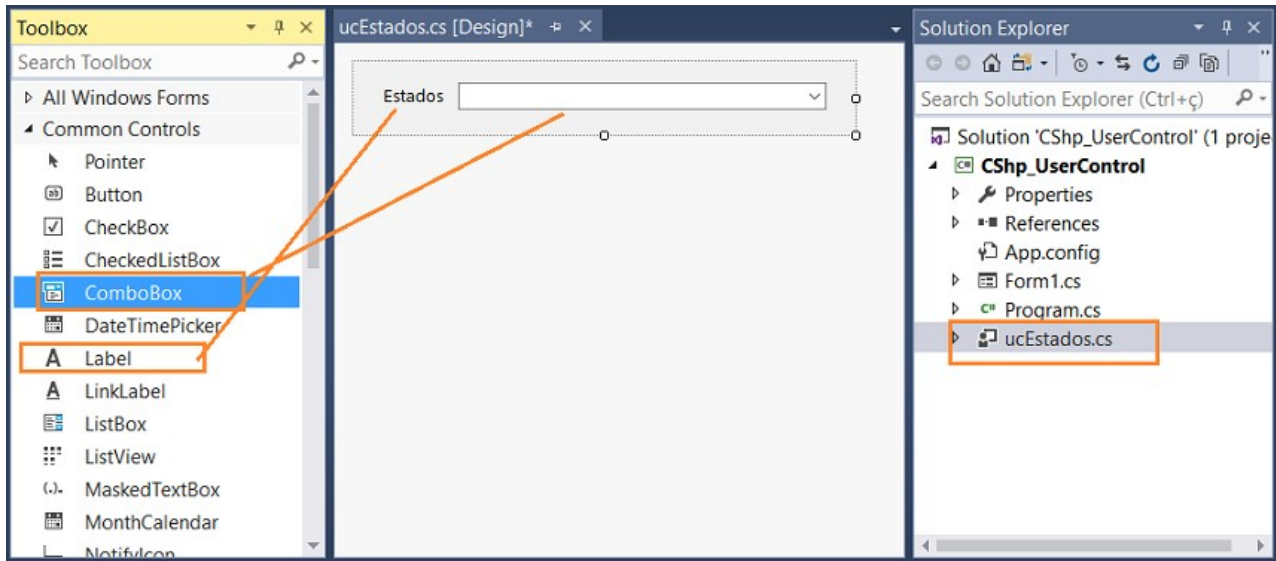 Toolbox
Search Toolbox
All Windows Forms
Common Controls
Pointer
Button
CheckBox
CheckedListBox
ComboBox
DateTimePicker
Label
LinkLabel
ListBox
ListView
MaskedTextBox
MonthCalendar
NotifyIcon
ucEstados.cs [Design]*
Estados
Solution Explorer
Search Solution Explorer (Ctrl+ç)
Solution 'CShp_UserControl' (1 proje
CShp_UserControl
Properties
References
App.config
Form1.cs
Program.cs
ucEstados.cs